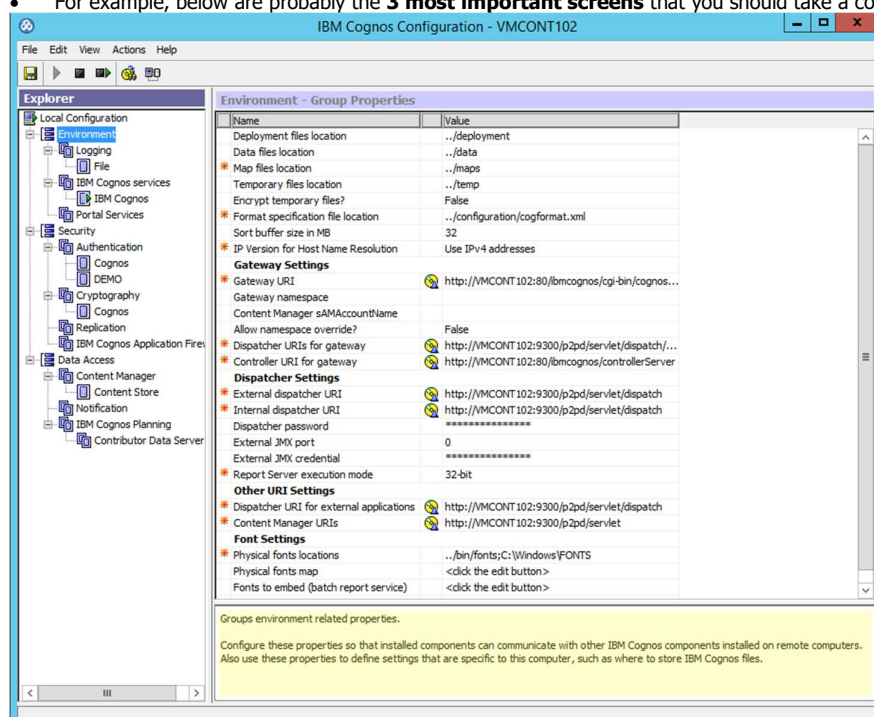 • For example, below are probably the 3 most important screens that you should take a co
IBM Cognos Configuration - VMCONT102
File Edit View Actions Help
Explorer
Local Configuration
Environment
Logging
File
IBM Cognos services
IBM Cognos
Portal Services
Security
Authentication
Cognos
DEMO
Cryptography
Cognos
Replication
IBM Cognos Application Firew
Data Access
Content Manager
Content Store
Notification
IBM Cognos Planning
Contributor Data Server
Environment - Group Properties
Name Value
Deployment files location ../deployment
Data files location ../data
* Map files location ../maps
Temporary files location ../temp
Encrypt temporary files? False
* Format specification file location ../configuration/cogformat.xml
Sort buffer size in MB 32
* IP Version for Host Name Resolution Use IPv4 addresses
Gateway Settings
* Gateway URI http://VMCONT102:80/ibmcognos/cgi-bin/cognos...
Gateway namespace
Content Manager sAMAccountName
Allow namespace override? False
* Dispatcher URIs for gateway http://VMCONT102:9300/p2pd/servlet/dispatch/...
* Controller URI for gateway http://VMCONT102:80/ibmcognos/controllerServer
Dispatcher Settings
* External dispatcher URI http://VMCONT102:9300/p2pd/servlet/dispatch
* Internal dispatcher URI http://VMCONT102:9300/p2pd/servlet/dispatch
Dispatcher password ***************
External JMX port 0
External JMX credential ***************
* Report Server execution mode 32-bit
Other URI Settings
* Dispatcher URI for external applications http://VMCONT102:9300/p2pd/servlet/dispatch
* Content Manager URIs http://VMCONT102:9300/p2pd/servlet
Font Settings
* Physical fonts locations ../bin/fonts;C:\Windows\FONTS
Physical fonts map <click the edit button>
Fonts to embed (batch report service) <click the edit button>
Groups environment related properties.
Configure these properties so that installed components can communicate with other IBM Cognos components installed on remote computers.
Also use these properties to define settings that are specific to this computer, such as where to store IBM Cognos files.